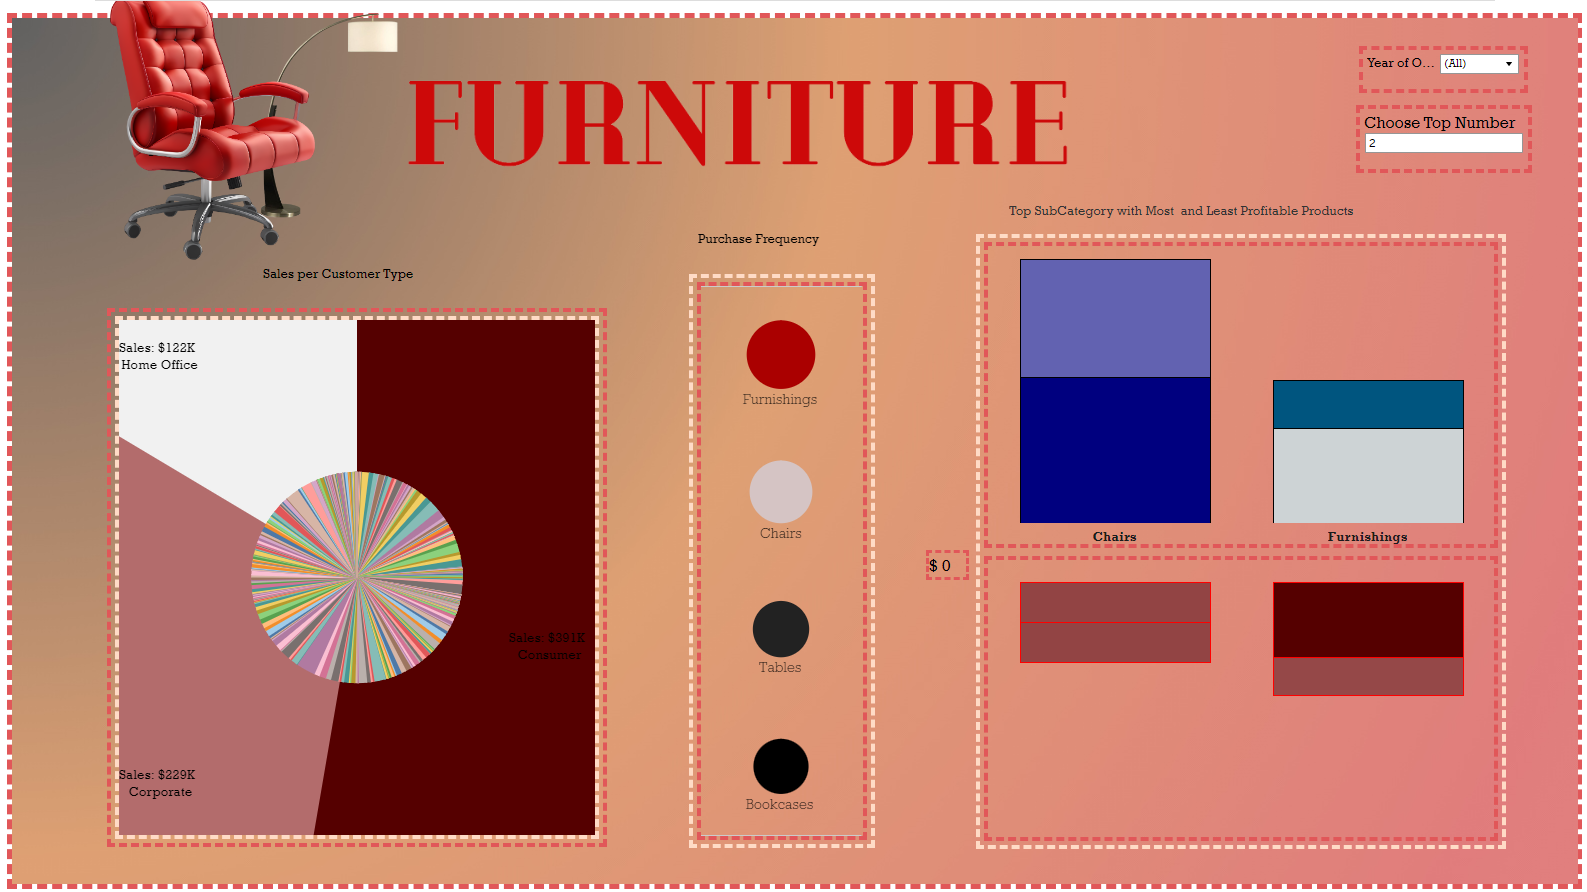 FURNITURE
Year of O...
(All)
Choose Top Number
2
Top SubCategory with Most and Least Profitable Products
Purchase Frequency
Sales per Customer Type
Sales: $122K
Home Office
Sales: $391K
Consumer
Sales: $229K
Corporate
Furnishings
Chairs
Tables
Bookcases
Chairs
Furnishings
$ 0